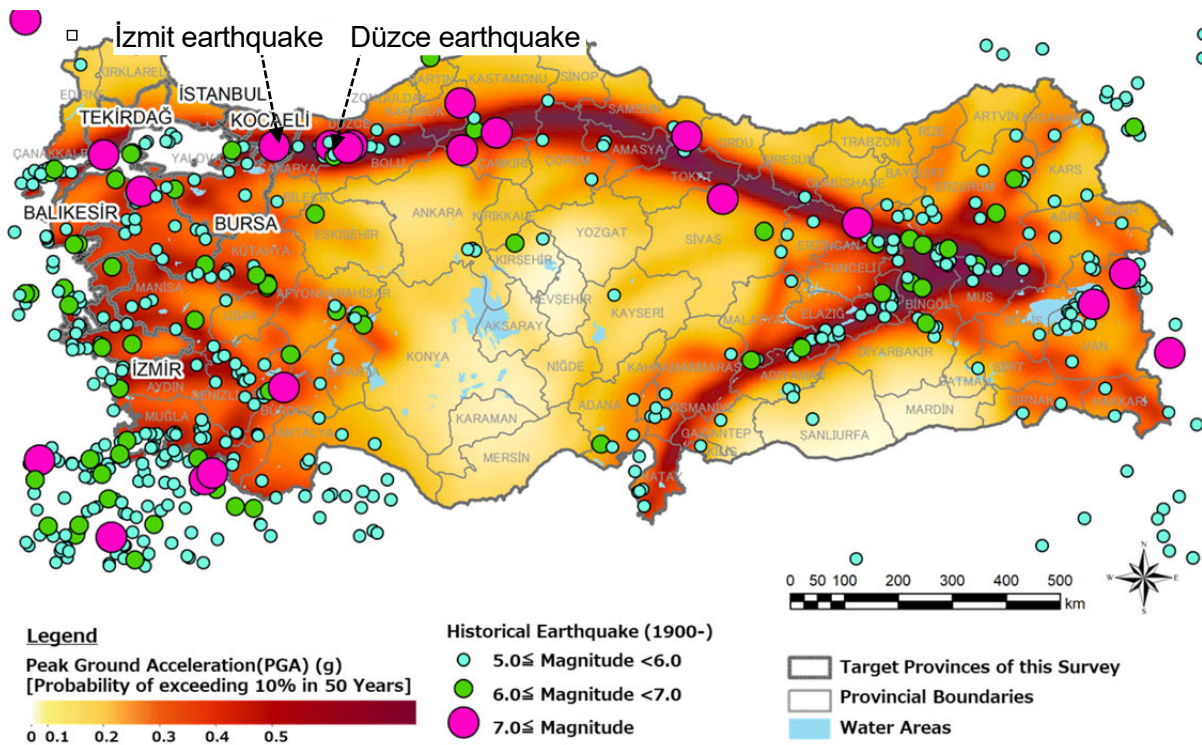 İzmit earthquake Düzce earthquake
KIRKLAREL
EDİRNE
İSTANBUL
TEKİRDAĞ
KOCAELİ
ZONGULDAK
BARTIN
KASTAMONU
SİNOP
KARABÜK
DÜZCE
SAMSUN
ARTVİN
ARDAHAN
ÇANAKKALE
YALOVA
SAKARYA
BOLU
ÇANKIRI
ÇORUM
AMASYA
ORDU
GİRESUN
TRABZON
RİZE
KARS
TOKAT
GÜMÜŞHANE
BAYBURT
ERZURUM
BALIKESİR
BURSA
BİLECİK
ESKİSEHİR
ANKARA
KIRIKKALE
YOZGAT
SİVAS
ERZİNCAN
AĞRI
IĞDIR
KÜTAHYA
KIRŞEHİR
TUNCELİ
MANİSA
UŞAK
AFYONKARAHİSAR
NEVŞEHİR
KAYSERİ
MALATYA
ELAZIĞ
BİNGÖL
MUŞ
BİTLİS
AKSARAY
VAN
İZMİR
KONYA
NİĞDE
KAHRAMANMARAŞ
ADIYAMAN
DİYARBAKIR
SİİRT
AYDIN
DENİZLİ
ISPARTA
BATMAN
ŞIRNAK
HAKKARİ
MUĞLA
BURDUR
ANTALYA
KARAMAN
ADANA
OSMANİYE
GAZİANTEP
ŞANLIURFA
MARDİN
MERSİN
KİLİS
HATAY
N
W E
S
0 50 100 200 300 400 500
km
Legend
Peak Ground Acceleration(PGA) (g)
[Probability of exceeding 10% in 50 Years]
0 0.1 0.2 0.3 0.4 0.5
Historical Earthquake (1900-)
5.0≦ Magnitude <6.0
6.0≦ Magnitude <7.0
7.0≦ Magnitude
Target Provinces of this Survey
Provincial Boundaries
Water Areas